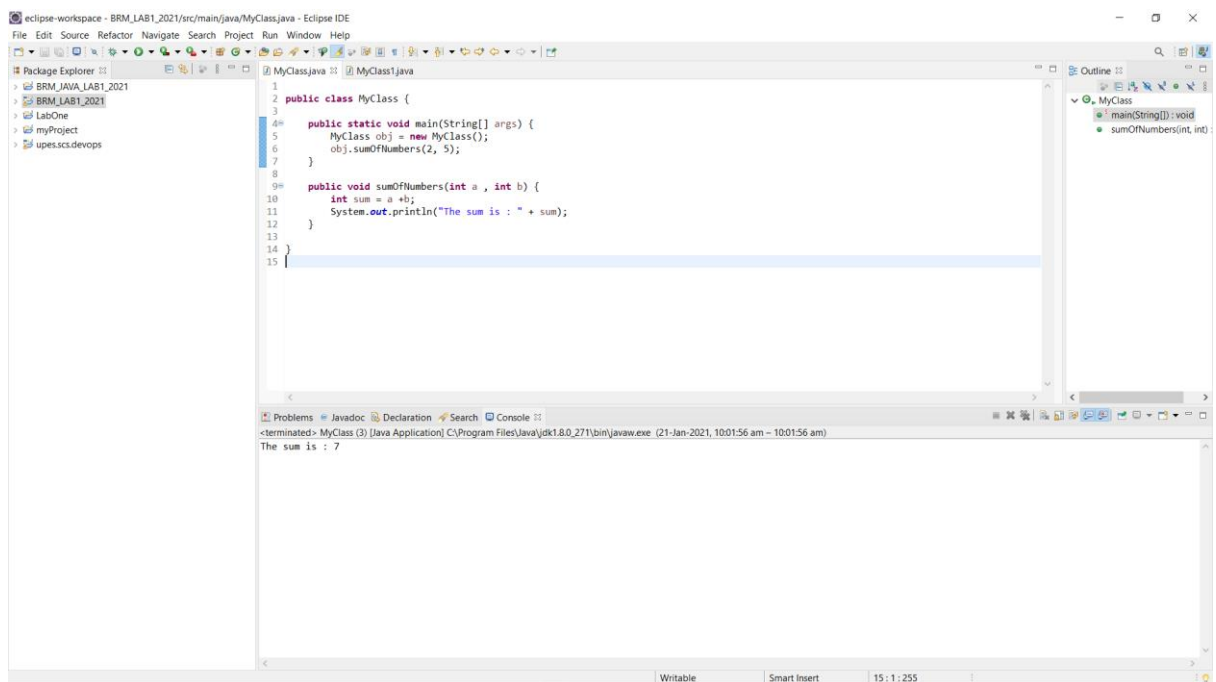 eclipse-workspace - BRM_LAB1_2021/src/main/java/MyClass.java - Eclipse IDE
File Edit Source Refactor Navigate Search Project Run Window Help
Package Explorer
BRM_JAVA_LAB1_2021
BRM_LAB1_2021
LabOne
myProject
upes.scs.devops
MyClass.java MyClass1.java
1
2 public class MyClass {
3
4 public static void main(String[] args) {
5 MyClass obj = new MyClass();
6 obj.sumOfNumbers(2, 5);
7 }
8
9 public void sumOfNumbers(int a , int b) {
10 int sum = a +b;
11 System.out.println("The sum is : " + sum);
12 }
13
14 }
15
Outline
MyClass
main(String[]) : void
sumOfNumbers(int, int) :
Problems Javadoc Declaration Search Console
<terminated> MyClass (3) [Java Application] C:\Program Files\Java\jdk1.8.0_271\bin\javaw.exe (21-Jan-2021, 10:01:56 am – 10:01:56 am)
The sum is : 7
Writable Smart Insert 15 : 1 : 255